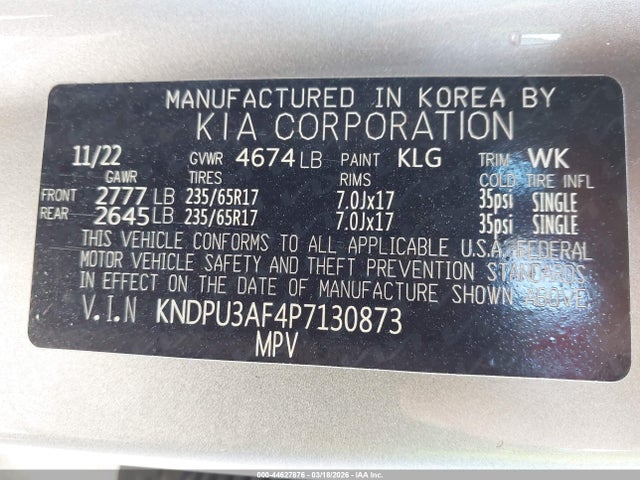 MANUFACTURED IN KOREA BY
KIA CORPORATION
11/22 GVWR 4674 LB PAINT KLG TRIM WK
GAWR TIRES RIMS COLD TIRE INFL
FRONT 2777 LB 235/65R17 7.0Jx17 35psi SINGLE
REAR 2645 LB 235/65R17 7.0Jx17 35psi SINGLE
THIS VEHICLE CONFORMS TO ALL APPLICABLE U.S.A. FEDERAL
MOTOR VEHICLE SAFETY AND THEFT PREVENTION STANDARDS
IN EFFECT ON THE DATE OF MANUFACTURE SHOWN ABOVE.
V.I.N KNDPU3AF4P7130873
MPV
000-44627876 - 03/18/2026 - IAA Inc.